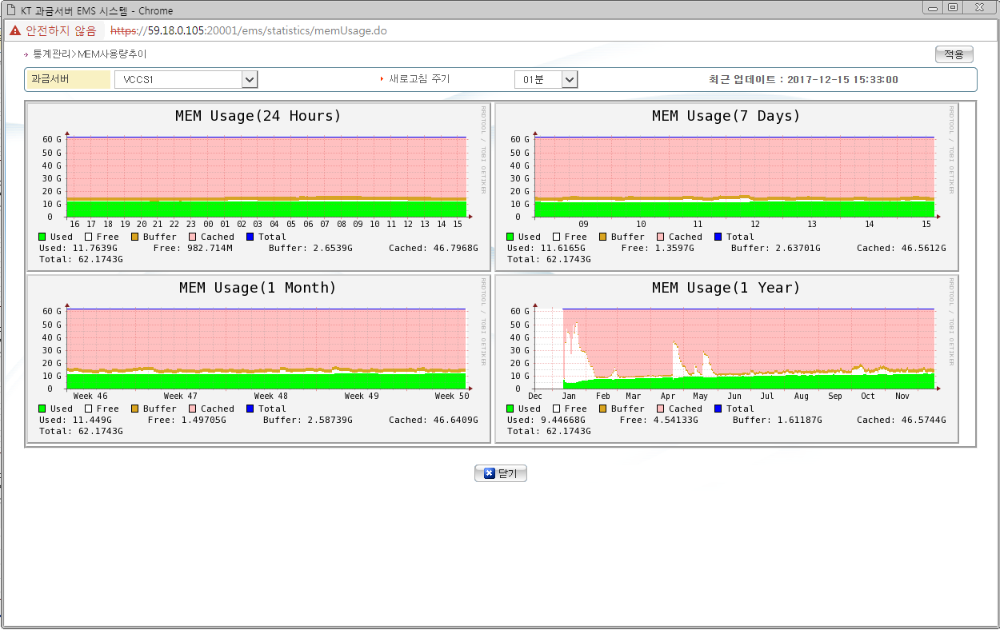 KT 과금서버 EMS 시스템 - Chrome
안전하지 않음 https://59.18.0.105:20001/ems/statistics/memUsage.do
통계관리>MEM사용량추이
적용
과금서버 VCCS1 새로고침 주기 01분 최근 업데이트 : 2017-12-15 15:33:00
MEM Usage(24 Hours)
RRDTOOL / TOBI OETIKER
60 G
50 G
40 G
30 G
20 G
10 G
0
16 17 18 19 20 21 22 23 00 01 02 03 04 05 06 07 08 09 10 11 12 13 14 15
Used Free Buffer Cached Total
Used: 11.7639G Free: 982.714M Buffer: 2.6539G Cached: 46.7968G
Total: 62.1743G
MEM Usage(7 Days)
RRDTOOL / TOBI OETIKER
60 G
50 G
40 G
30 G
20 G
10 G
0
09 10 11 12 13 14 15
Used Free Buffer Cached Total
Used: 11.6165G Free: 1.3597G Buffer: 2.63701G Cached: 46.5612G
Total: 62.1743G
MEM Usage(1 Month)
RRDTOOL / TOBI OETIKER
60 G
50 G
40 G
30 G
20 G
10 G
0
Week 46 Week 47 Week 48 Week 49 Week 50
Used Free Buffer Cached Total
Used: 11.449G Free: 1.49705G Buffer: 2.58739G Cached: 46.6409G
Total: 62.1743G
MEM Usage(1 Year)
RRDTOOL / TOBI OETIKER
60 G
50 G
40 G
30 G
20 G
10 G
0
Dec Jan Feb Mar Apr May Jun Jul Aug Sep Oct Nov
Used Free Buffer Cached Total
Used: 9.44668G Free: 4.54133G Buffer: 1.61187G Cached: 46.5744G
Total: 62.1743G
닫기